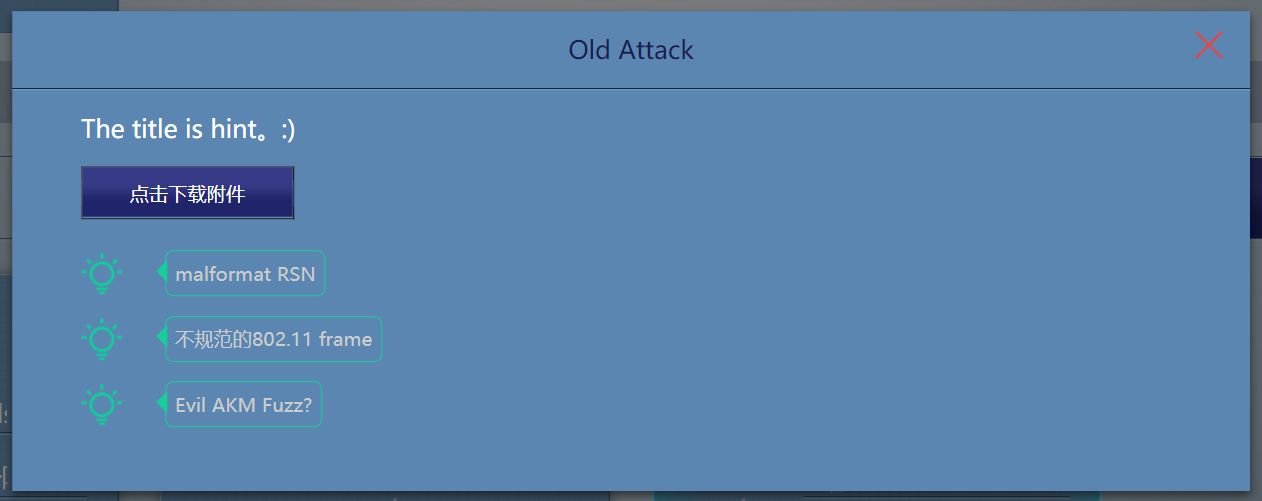 Old Attack
The title is hint。:)
点击下载附件
malformat RSN
不规范的802.11 frame
Evil AKM Fuzz?